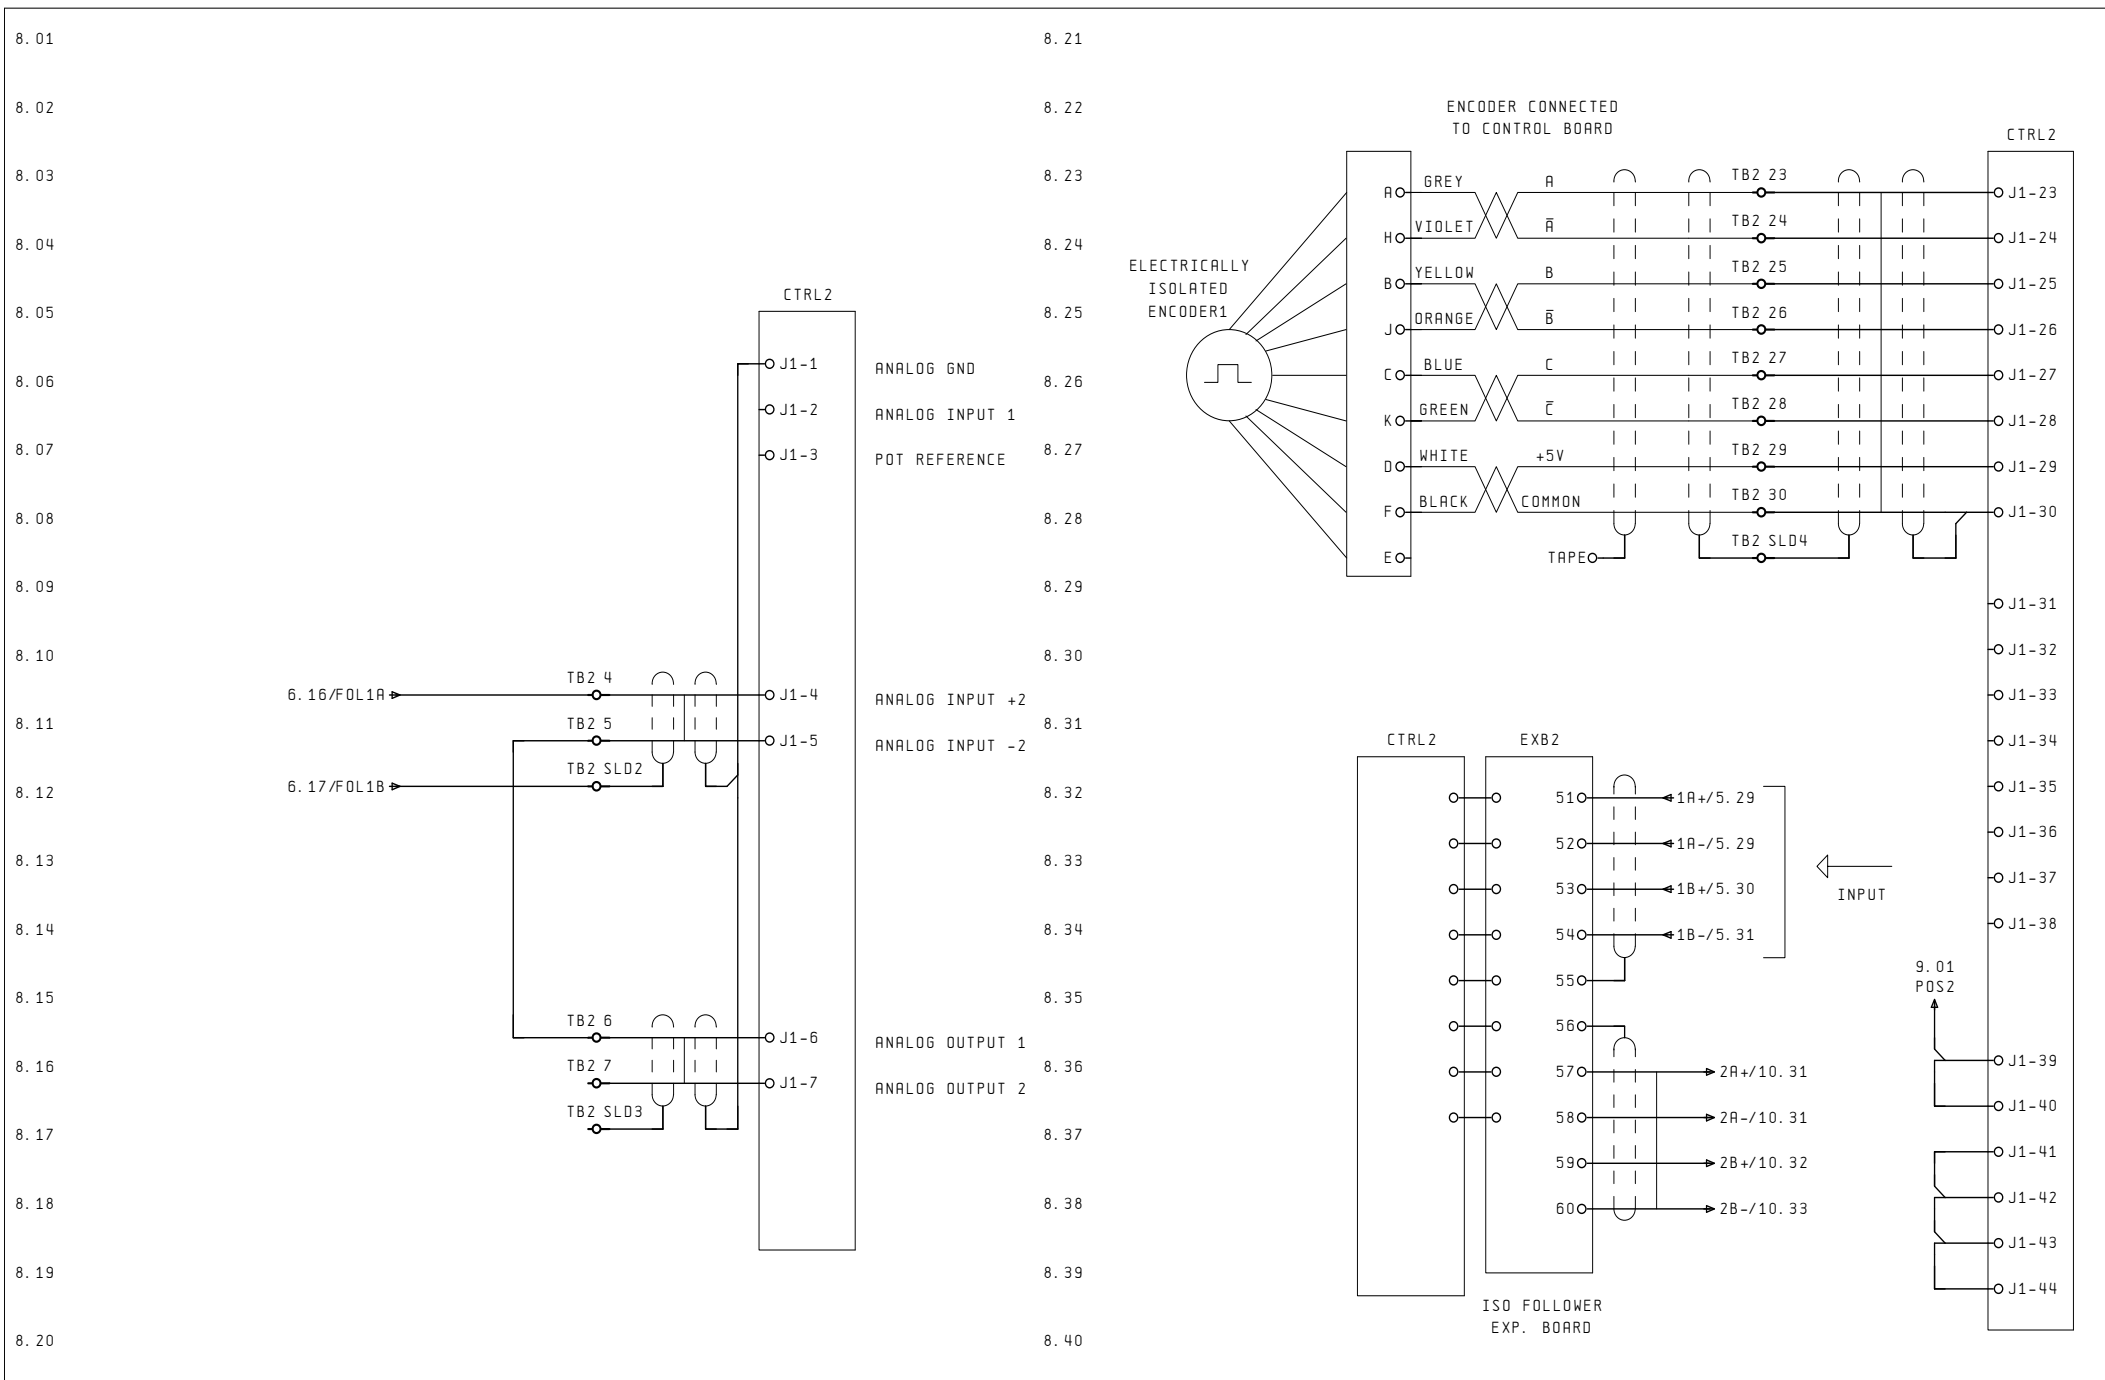 8.01
8.02
8.03
8.04
8.05
8.06
8.07
8.08
8.09
8.10
8.11
8.12
8.13
8.14
8.15
8.16
8.17
8.18
8.19
8.20
CTRL2
J1-1 ANALOG GND
J1-2 ANALOG INPUT 1
J1-3 POT REFERENCE
6.16/FOL1A TB2 4 J1-4 ANALOG INPUT +2
TB2 5 J1-5 ANALOG INPUT -2
6.17/FOL1B TB2 SLD2
TB2 6 J1-6 ANALOG OUTPUT 1
TB2 7 J1-7 ANALOG OUTPUT 2
TB2 SLD3
8.21
8.22
8.23
8.24
8.25
8.26
8.27
8.28
8.29
8.30
8.31
8.32
8.33
8.34
8.35
8.36
8.37
8.38
8.39
8.40
ENCODER CONNECTED
TO CONTROL BOARD
ELECTRICALLY
ISOLATED
ENCODER1
CTRL2
A GREY A TB2 23 J1-23
H VIOLET A̅ TB2 24 J1-24
B YELLOW B TB2 25 J1-25
J ORANGE B̅ TB2 26 J1-26
C BLUE C TB2 27 J1-27
K GREEN C̅ TB2 28 J1-28
D WHITE +5V TB2 29 J1-29
F BLACK COMMON TB2 30 J1-30
E TAPE TB2 SLD4
J1-31
J1-32
J1-33
J1-34
J1-35
J1-36
J1-37
J1-38
9.01
POS2
J1-39
J1-40
J1-41
J1-42
J1-43
J1-44
CTRL2 EXB2
51 1A+/5.29
52 1A-/5.29
53 1B+/5.30
54 1B-/5.31
55
56
57 2A+/10.31
58 2A-/10.31
59 2B+/10.32
60 2B-/10.33
INPUT
ISO FOLLOWER
EXP. BOARD